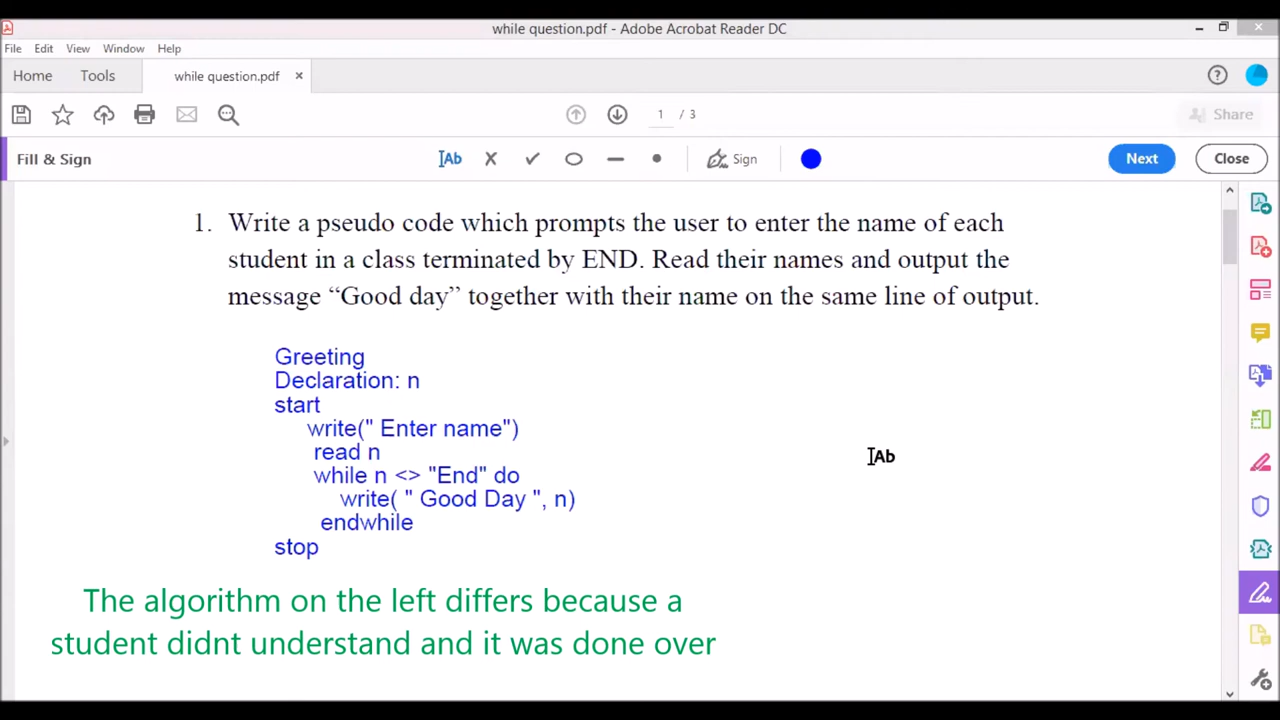 while question.pdf - Adobe Acrobat Reader DC
File Edit View Window Help
Home Tools while question.pdf ×
1 / 3 Share
Fill & Sign Ab Sign Next Close
1. Write a pseudo code which prompts the user to enter the name of each
student in a class terminated by END. Read their names and output the
message “Good day” together with their name on the same line of output.
Greeting
Declaration: n
start
write(" Enter name")
read n
while n <> "End" do
write( " Good Day ", n)
endwhile
stop
Ab
The algorithm on the left differs because a
student didnt understand and it was done over